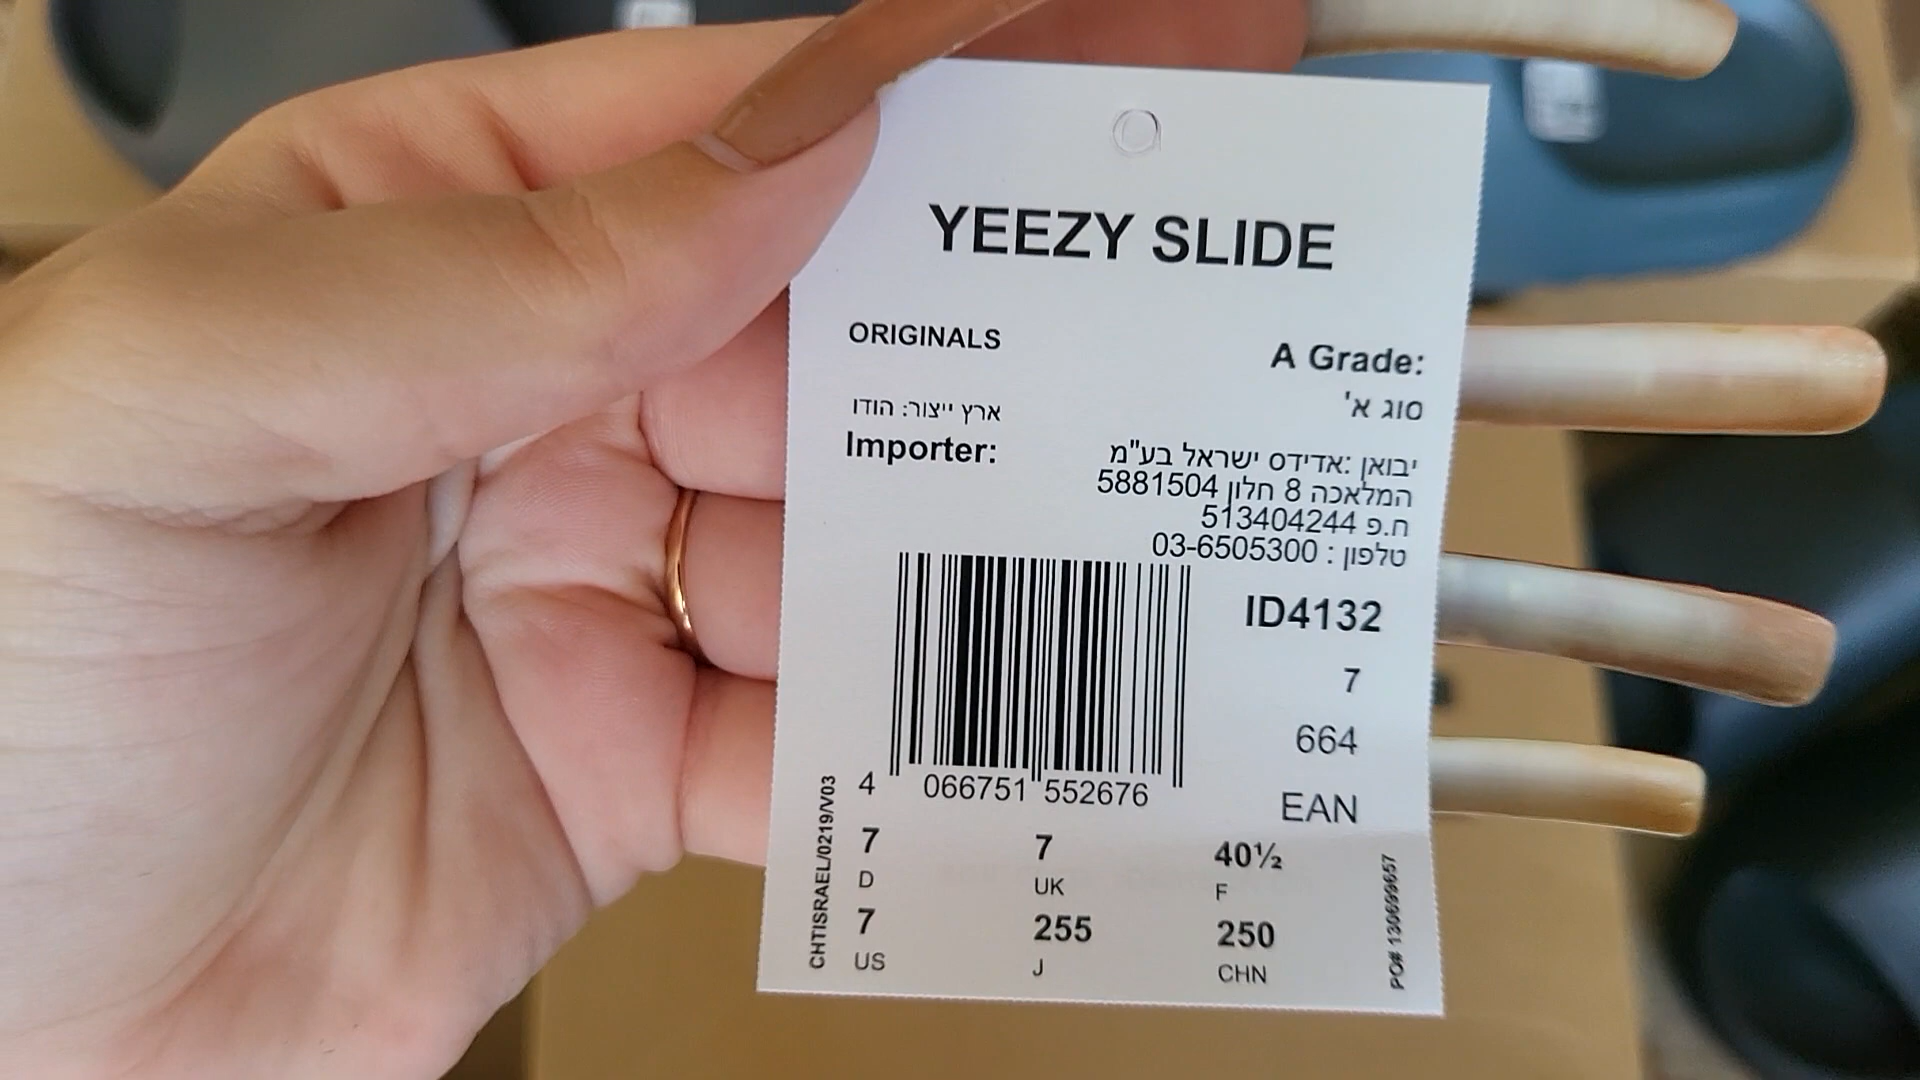 YEEZY SLIDE
ORIGINALS
A Grade:
סוג א'
ארץ ייצור: הודו
Importer:
יבואן :אדידס ישראל בע"מ
המלאכה 8 חלון 5881504
ח.פ 513404244
טלפון : 03-6505300
ID4132
7
664
EAN
4 066751 552676
7 7 40½
D UK F
7 255 250
US J CHN
CHTISRAEL/0219/V03
PO# 130699657